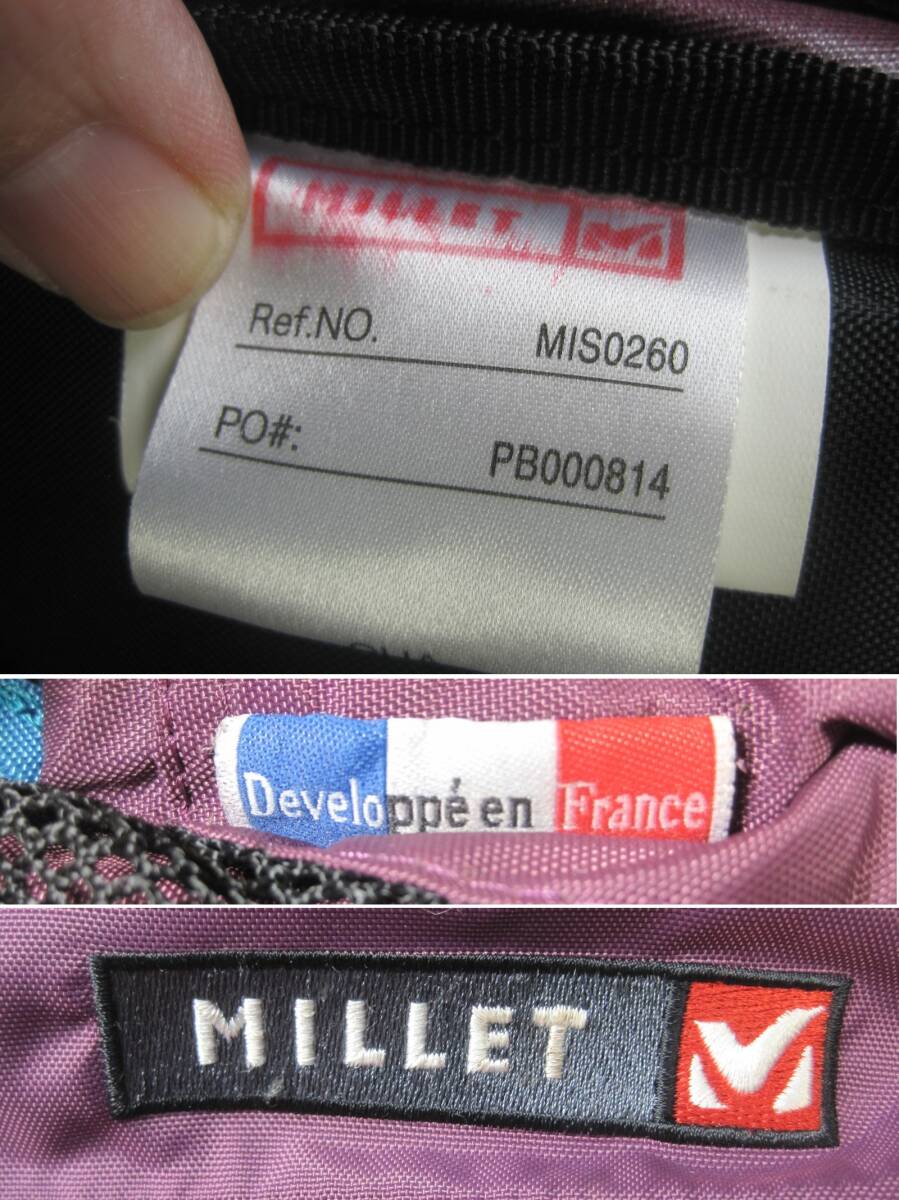 MILLET
Ref.NO. MIS0260
PO#: PB000814
Developpé en France
MILLET